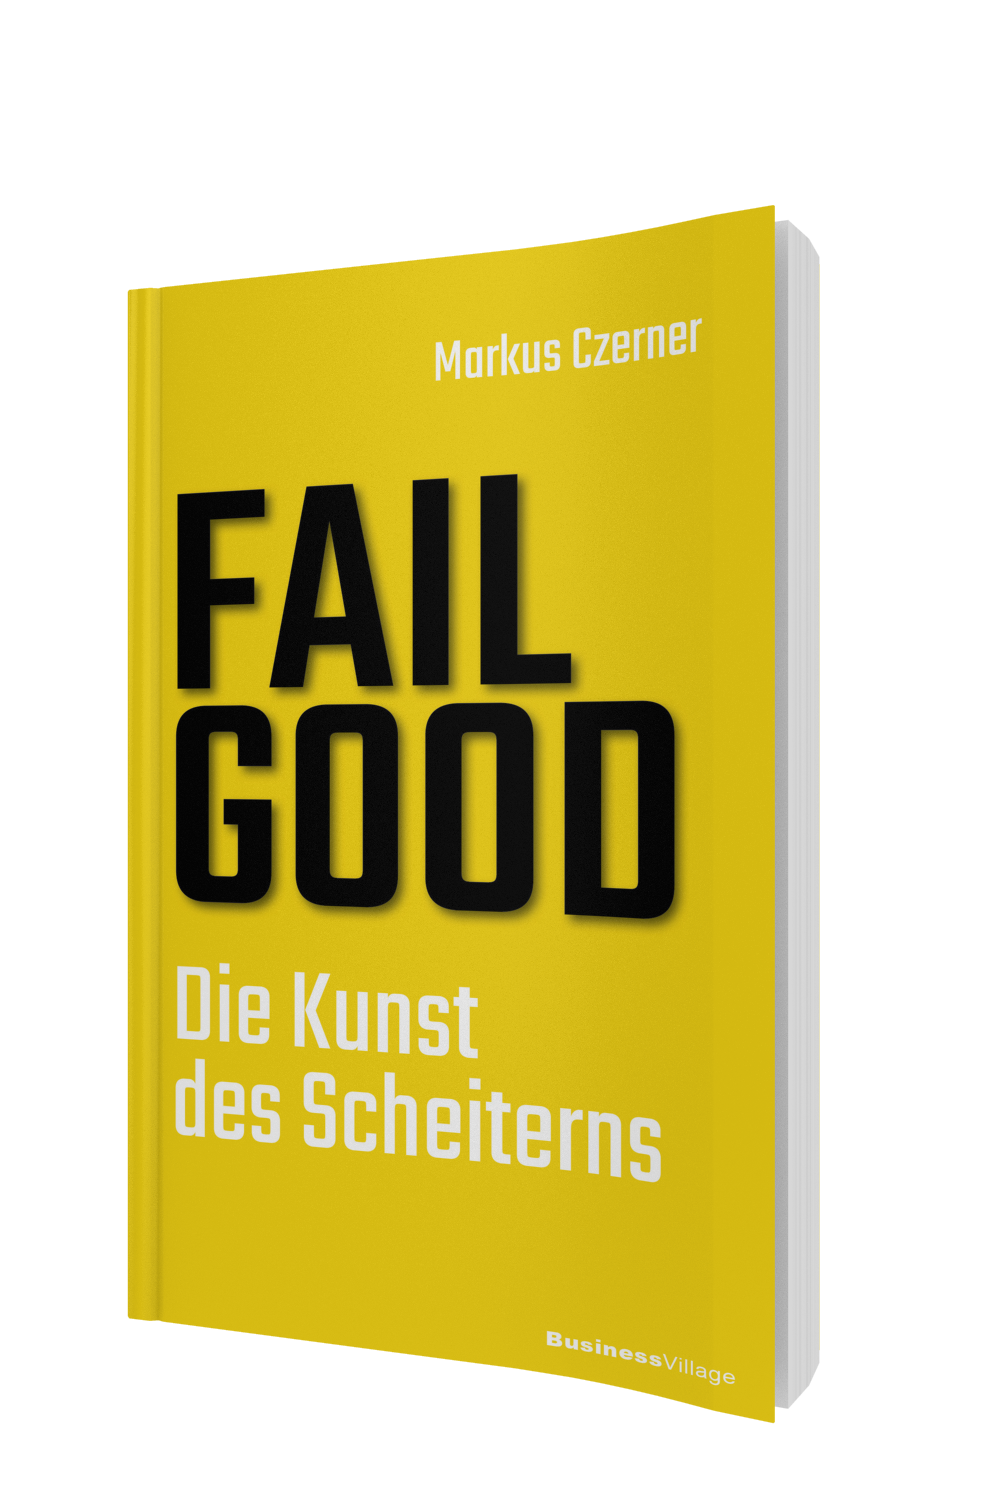 Markus Czerner
FAIL
GOOD
Die Kunst
des Scheiterns
BusinessVillage